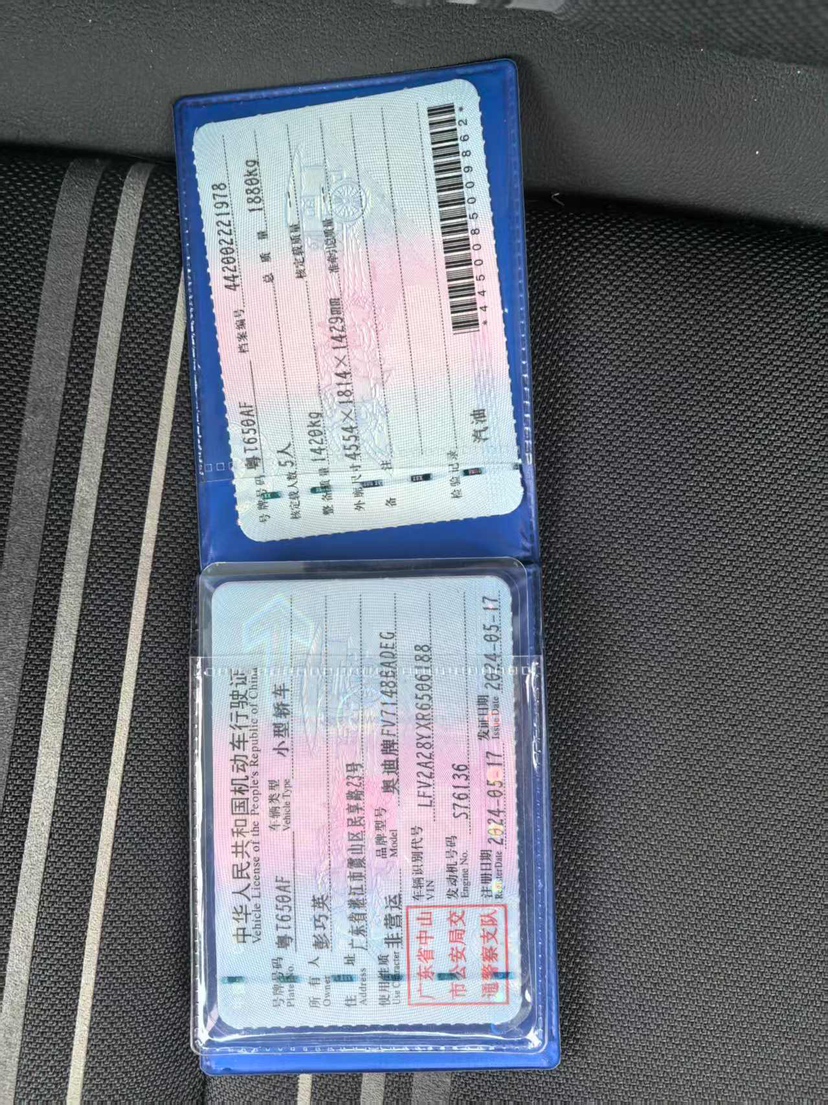 中华人民共和国机动车行驶证
Vehicle License of the People's Republic of China
号牌号码 粤T650AF 车辆类型 小型轿车
Plate No. Vehicle Type
所有人 彭巧英
Owner
住址 广东省湛江市霞山区民享路23号
Address
使用性质 非营运 品牌型号 奥迪牌FV7148BADEG
Use Character Model
广东省中山
市公安局交
通警察支队
车辆识别代号 LFV2A28YXR6506188
VIN
发动机号码 S76136
Engine No.
注册日期 2024-05-17 发证日期 2024-05-17
Register Date Issue Date
号牌号码 粤T650AF 档案编号 442002221978
核定载人数 5人 总质量 1880kg
整备质量 1420kg 核定载质量
外廓尺寸 4554×1814×1429 准牵引总质量
备注
检验记录
汽油
*4450085009862*